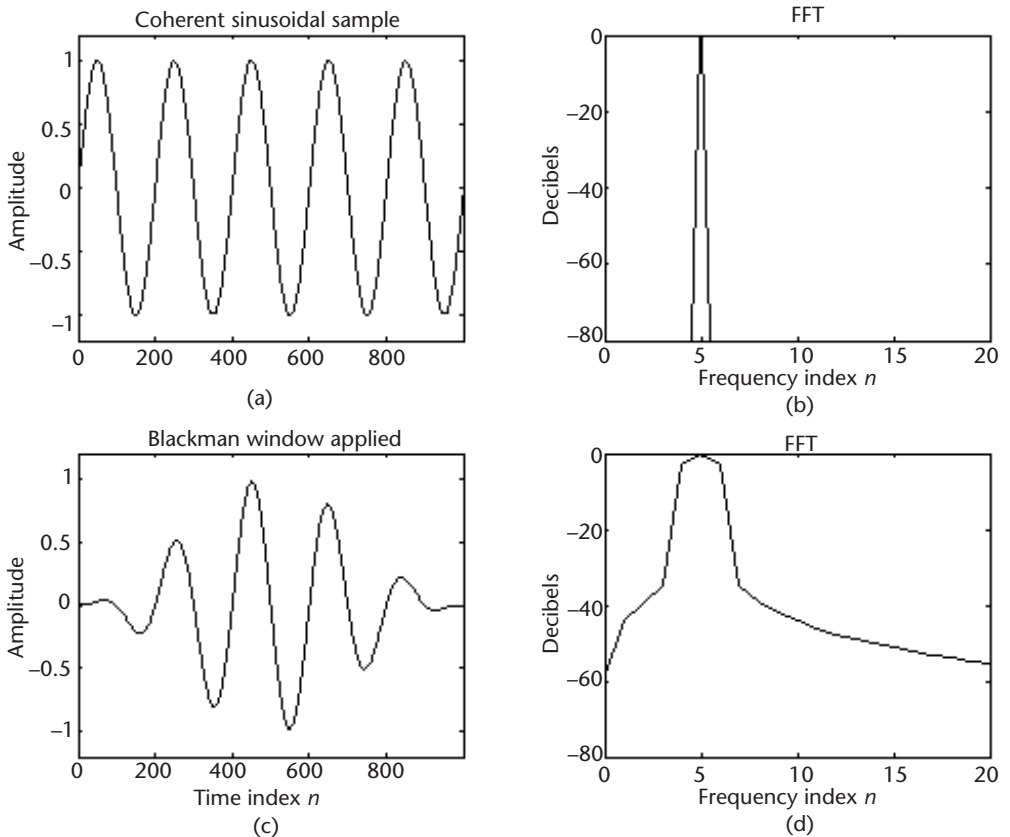 Coherent sinusoidal sample
Amplitude
1
0.5
0
–0.5
–1
0
200
400
600
800
(a)
FFT
Decibels
0
–20
–40
–60
–80
0
5
10
15
20
Frequency index n
(b)
Blackman window applied
Amplitude
1
0.5
0
–0.5
–1
0
200
400
600
800
Time index n
(c)
FFT
Decibels
0
–20
–40
–60
–80
0
5
10
15
20
Frequency index n
(d)